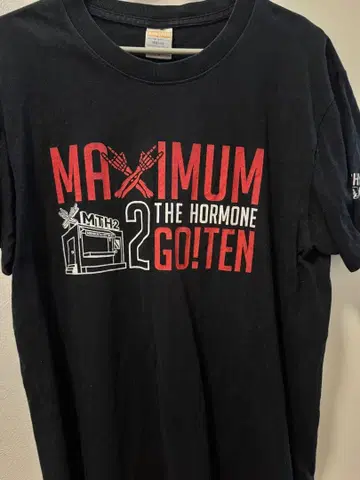 MAXIMUM
THE HORMONE
MTH2
2
GO!TEN